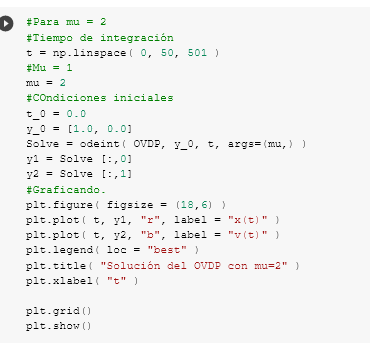 #Para mu = 2
#Tiempo de integración
t = np.linspace( 0, 50, 501 )
#Mu = 1
mu = 2
#COndiciones iniciales
t_0 = 0.0
y_0 = [1.0, 0.0]
Solve = odeint( OVDP, y_0, t, args=(mu,) )
y1 = Solve [:,0]
y2 = Solve [:,1]
#Graficando.
plt.figure( figsize = (18,6) )
plt.plot( t, y1, "r", label = "x(t)" )
plt.plot( t, y2, "b", label = "v(t)" )
plt.legend( loc = "best" )
plt.title( "Solución del OVDP con mu=2" )
plt.xlabel( "t" )
plt.grid()
plt.show()